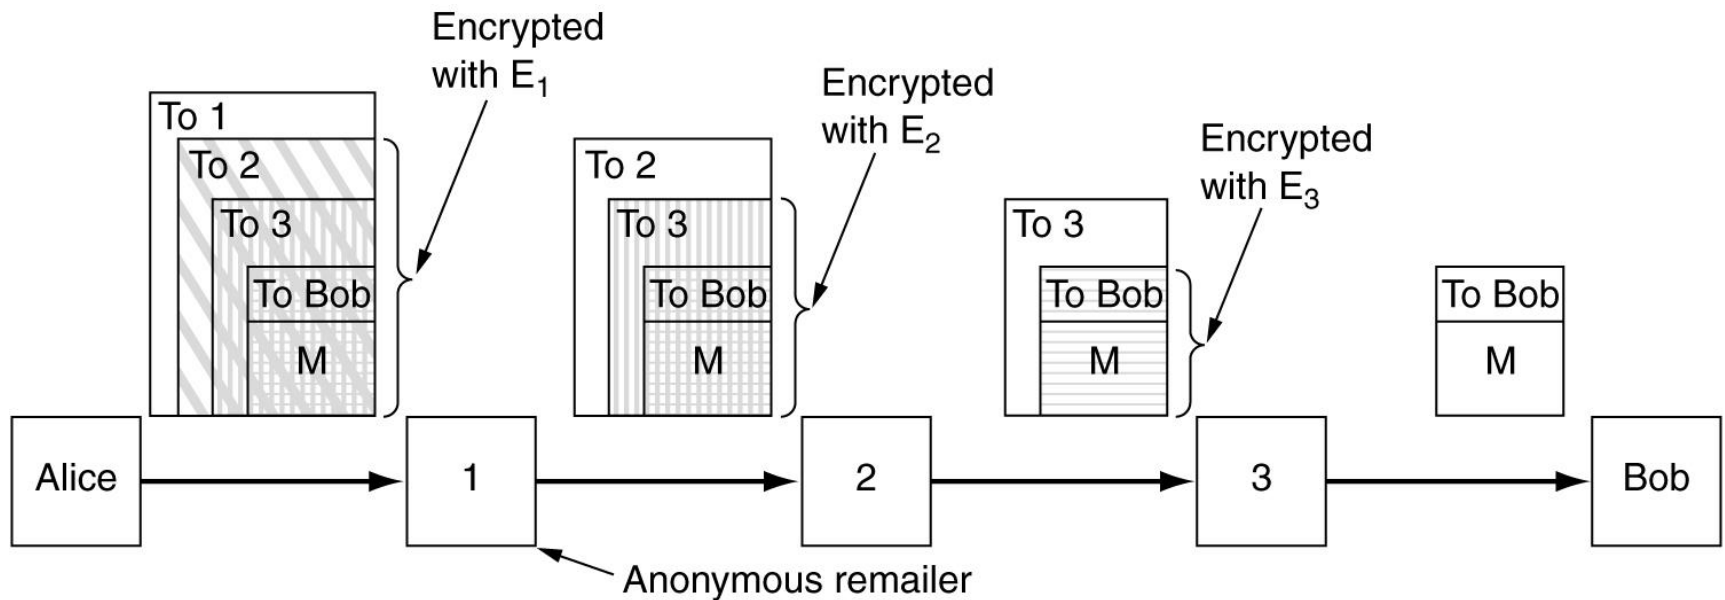 Encrypted
with E₁
Encrypted
with E₂
Encrypted
with E₃
To 1
To 2
To 3
To Bob
M
To 2
To 3
To Bob
M
To 3
To Bob
M
To Bob
M
Alice
1
2
3
Bob
Anonymous remailer